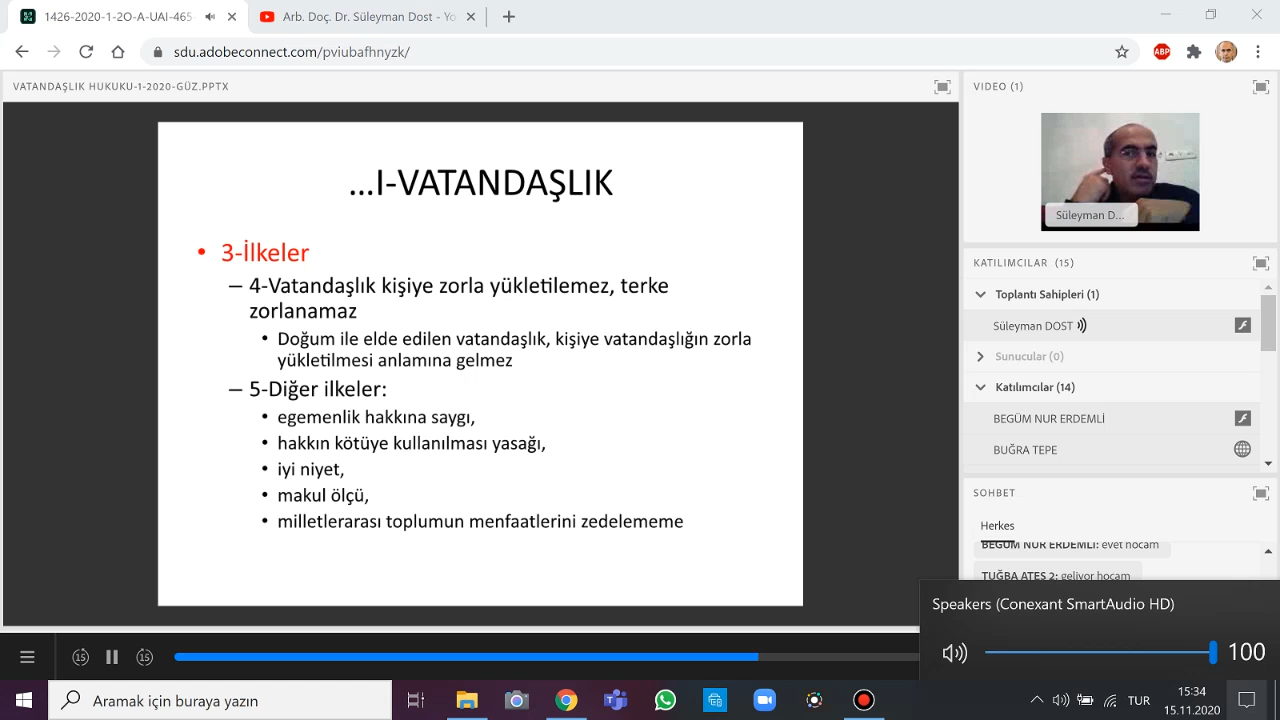 1426-2020-1-2O-A-UAI-465
Arb. Doç. Dr. Süleyman Dost - Yo
sdu.adobeconnect.com/pviubafhnyzk/
ABP
VATANDAŞLIK HUKUKU-1-2020-GÜZ.PPTX
...I-VATANDAŞLIK
• 3-İlkeler
– 4-Vatandaşlık kişiye zorla yükletilemez, terke
zorlanamaz
• Doğum ile elde edilen vatandaşlık, kişiye vatandaşlığın zorla
yükletilmesi anlamına gelmez
– 5-Diğer ilkeler:
• egemenlik hakkına saygı,
• hakkın kötüye kullanılması yasağı,
• iyi niyet,
• makul ölçü,
• milletlerarası toplumun menfaatlerini zedelememe
VIDEO (1)
Süleyman D...
KATILIMCILAR (15)
Toplantı Sahipleri (1)
Süleyman DOST
Sunucular (0)
Katılımcılar (14)
BEGÜM NUR ERDEMLİ
BUĞRA TEPE
SOHBET
Herkes
BEGÜM NUR ERDEMLİ: evet hocam
TUĞBA ATEŞ 2: geliyor hocam
Speakers (Conexant SmartAudio HD)
100
15
15
Aramak için buraya yazın
TUR
15:34
15.11.2020